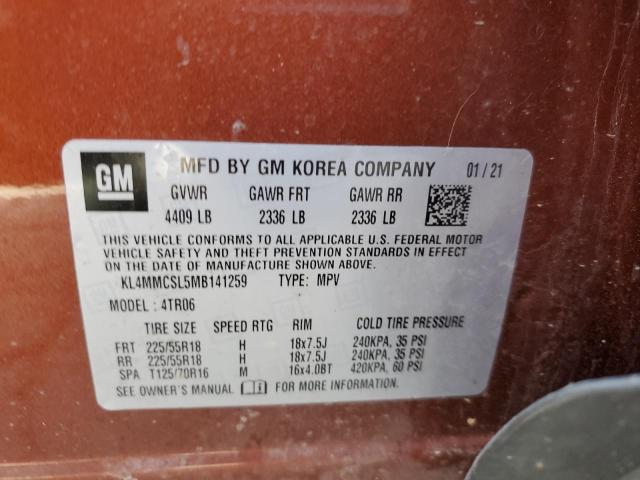 GM MFD BY GM KOREA COMPANY 01/21
GVWR GAWR FRT GAWR RR
4409 LB 2336 LB 2336 LB
THIS VEHICLE CONFORMS TO ALL APPLICABLE U.S. FEDERAL MOTOR
VEHICLE SAFETY AND THEFT PREVENTION STANDARDS IN EFFECT
ON THE DATE OF MANUFACTURE SHOWN ABOVE.
KL4MMCSL5MB141259 TYPE: MPV
MODEL: 4TR06
TIRE SIZE SPEED RTG RIM COLD TIRE PRESSURE
FRT 225/55R18 H 18x7.5J 240KPA, 35 PSI
RR 225/55R18 H 18x7.5J 240KPA, 35 PSI
SPA T125/70R16 M 16x4.0BT 420KPA, 60 PSI
SEE OWNER'S MANUAL FOR MORE INFORMATION.